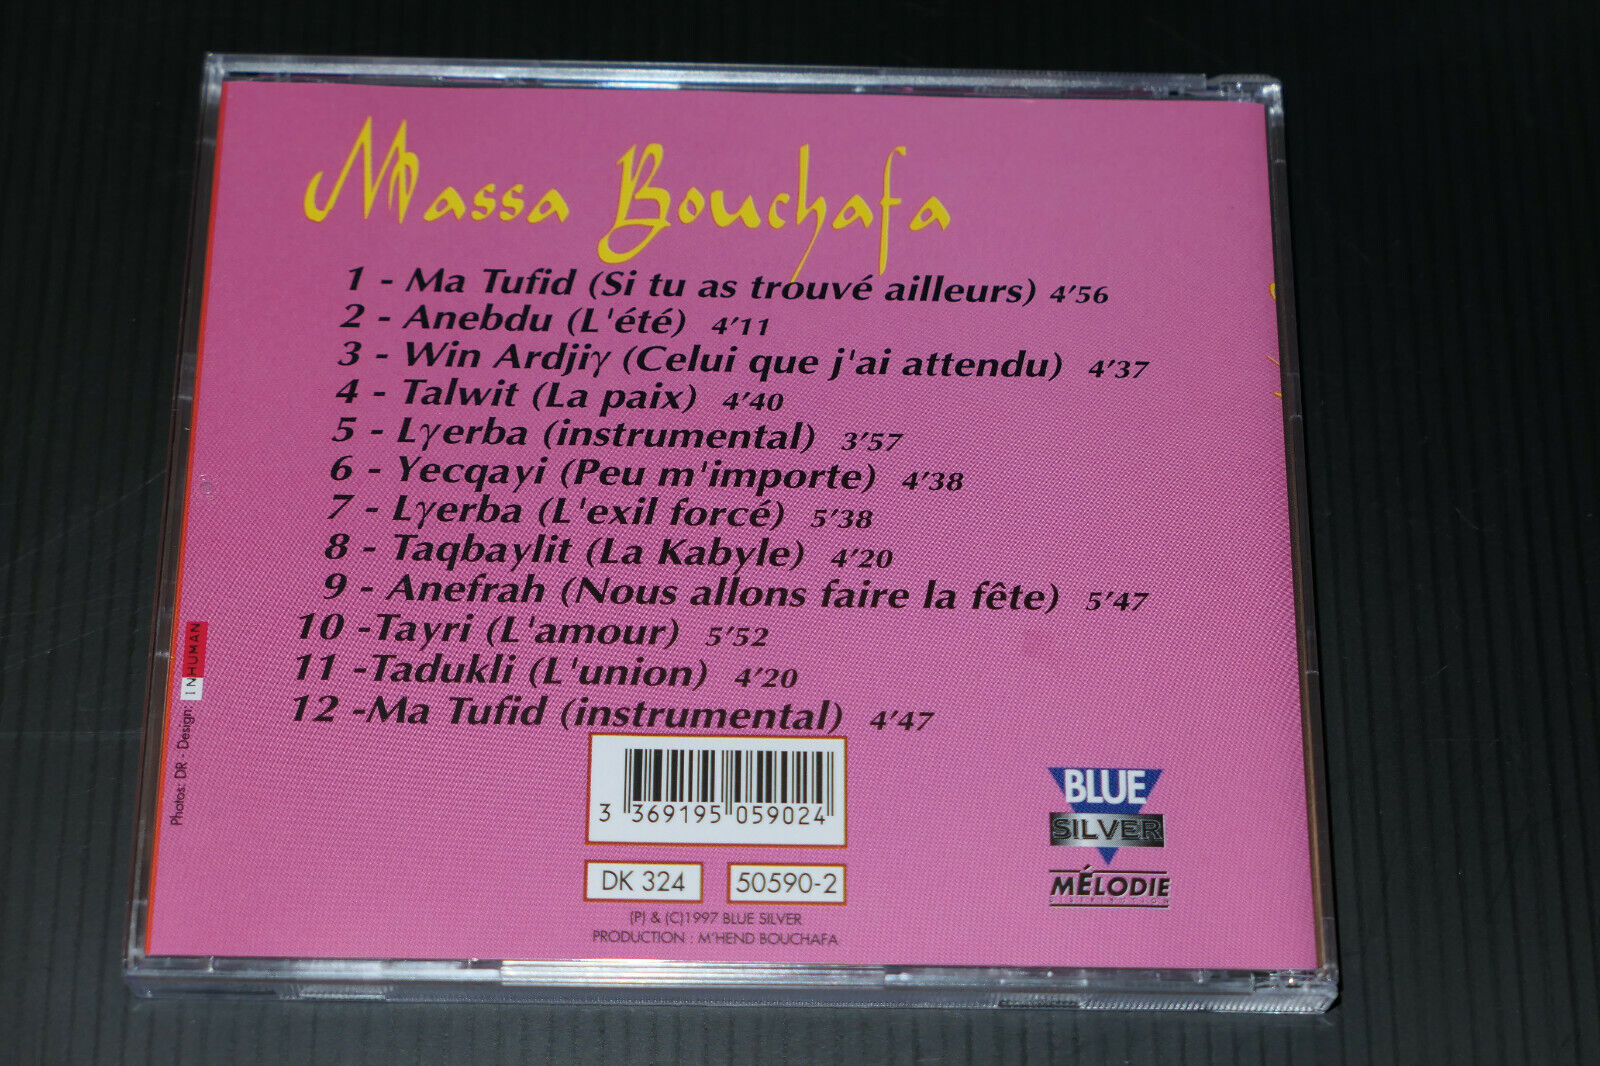 Massa Bouchafa
1 - Ma Tufid (Si tu as trouvé ailleurs) 4'56
2 - Anebdu (L'été) 4'11
3 - Win Ardjiγ (Celui que j'ai attendu) 4'37
4 - Talwit (La paix) 4'40
5 - Lγerba (instrumental) 3'57
6 - Yecqayi (Peu m'importe) 4'38
7 - Lγerba (L'exil forcé) 5'38
8 - Taqbaylit (La Kabyle) 4'20
9 - Anefrah (Nous allons faire la fête) 5'47
10 -Tayri (L'amour) 5'52
11 -Tadukli (L'union) 4'20
12 -Ma Tufid (instrumental) 4'47
Photos: DR - Design: INHUMAN
3 369195 059024
DK 324 50590-2
(P) & (C)1997 BLUE SILVER
PRODUCTION : M'HEND BOUCHAFA
BLUE
SILVER
MÉLODIE
DISTRIBUTION